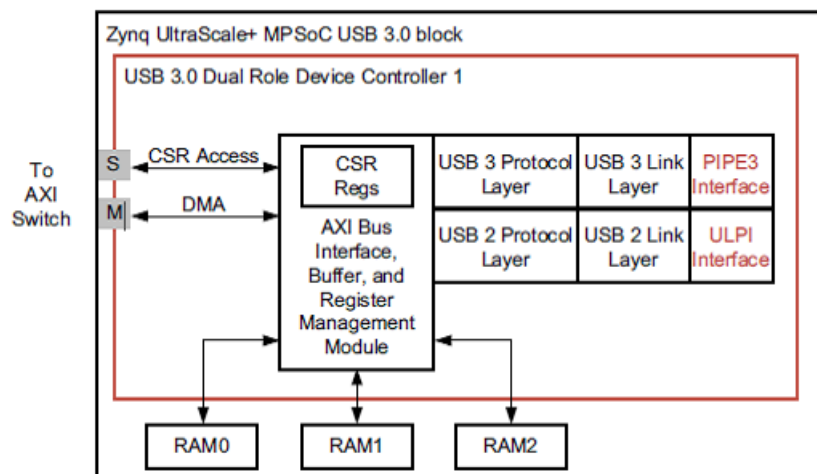 Zynq UltraScale+ MPSoC USB 3.0 block
USB 3.0 Dual Role Device Controller 1
To
AXI
Switch
S
CSR Access
M
DMA
CSR
Regs
AXI Bus
Interface,
Buffer, and
Register
Management
Module
USB 3 Protocol
Layer
USB 3 Link
Layer
PIPE3
Interface
USB 2 Protocol
Layer
USB 2 Link
Layer
ULPI
Interface
RAM0
RAM1
RAM2